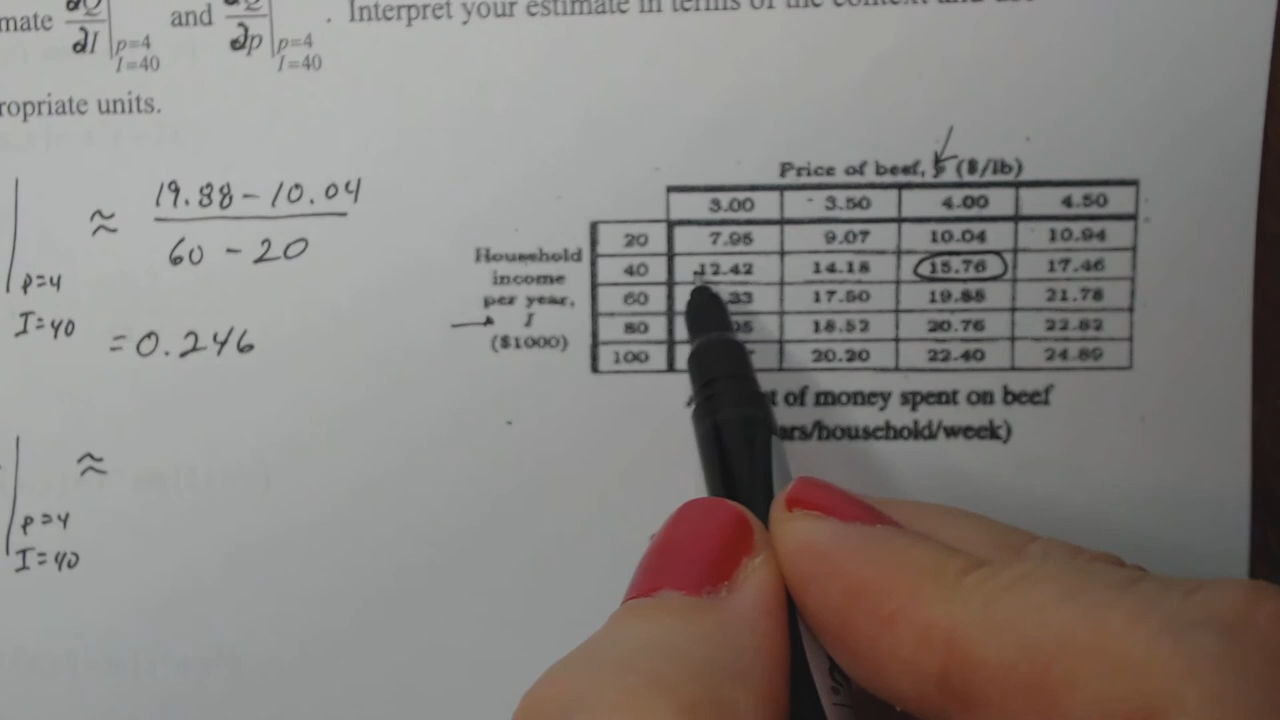 mate ∂Q/∂I | p=4 I=40 and ∂Q/∂p | p=4 I=40 . Interpret your estimate in terms of the context and
ropriate units.
| p=4 I=40 ≈ 19.88 – 10.04 / 60 – 20
= 0.246
| p=4 I=40 ≈
Price of beef, p ($/lb)
3.00 3.50 4.00 4.50
Household income per year, I ($1000)
20 7.95 9.07 10.04 10.94
40 12.42 14.18 15.76 17.46
60 33 17.50 19.88 21.78
80 05 18.52 20.76 22.82
100 20.20 22.40 24.89
t of money spent on beef
ars/household/week)